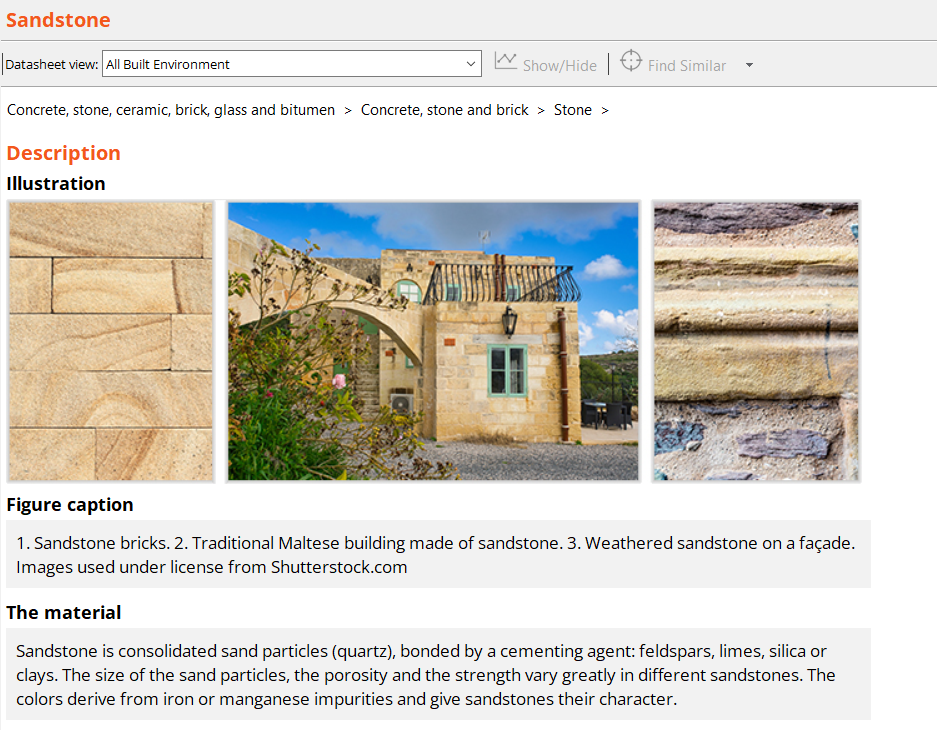 Sandstone
Datasheet view: All Built Environment Show/Hide Find Similar
Concrete, stone, ceramic, brick, glass and bitumen > Concrete, stone and brick > Stone >
Description
Illustration
Figure caption
1. Sandstone bricks. 2. Traditional Maltese building made of sandstone. 3. Weathered sandstone on a façade.
Images used under license from Shutterstock.com
The material
Sandstone is consolidated sand particles (quartz), bonded by a cementing agent: feldspars, limes, silica or
clays. The size of the sand particles, the porosity and the strength vary greatly in different sandstones. The
colors derive from iron or manganese impurities and give sandstones their character.